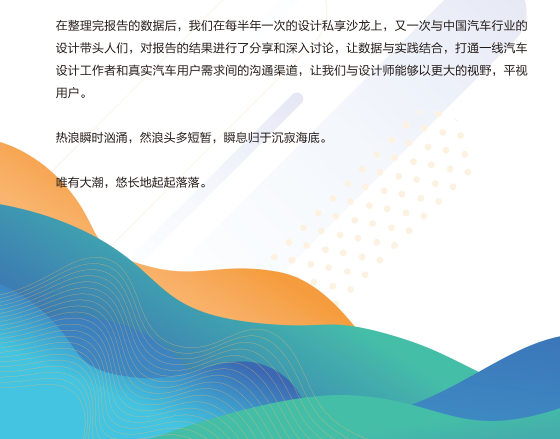 在整理完报告的数据后，我们在每半年一次的设计私享沙龙上，又一次与中国汽车行业的
设计带头人们，对报告的结果进行了分享和深入讨论，让数据与实践结合，打通一线汽车
设计工作者和真实汽车用户需求间的沟通渠道，让我们与设计师能够以更大的视野，平视
用户。
热浪瞬时汹涌，然浪头多短暂，瞬息归于沉寂海底。
唯有大潮，悠长地起起落落。